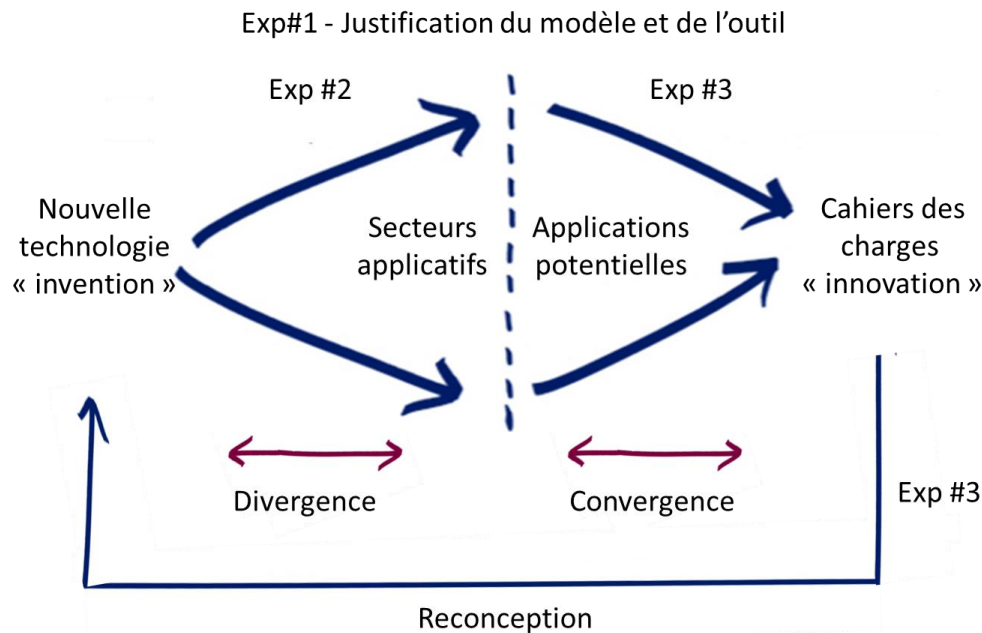 Exp#1 - Justification du modèle et de l’outil
Exp #2
Exp #3
Nouvelle
technologie
« invention »
Secteurs
applicatifs
Applications
potentielles
Cahiers des
charges
« innovation »
Divergence
Convergence
Exp #3
Reconception